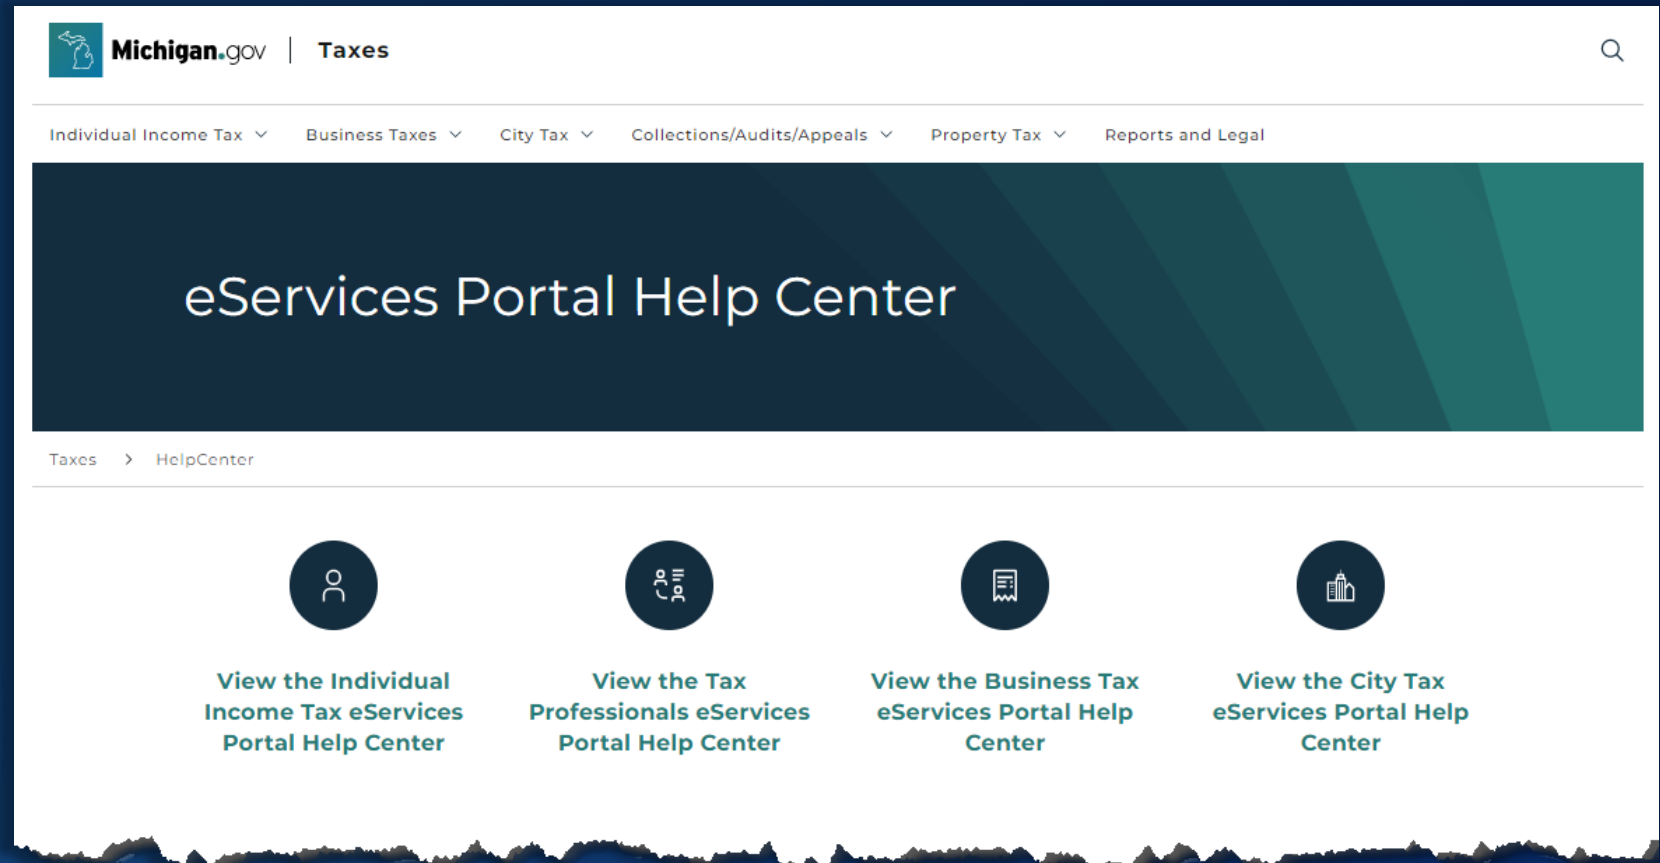 Michigan.gov | Taxes
Individual Income Tax Business Taxes City Tax Collections/Audits/Appeals Property Tax Reports and Legal
eServices Portal Help Center
Taxes > HelpCenter
View the Individual
Income Tax eServices
Portal Help Center
View the Tax
Professionals eServices
Portal Help Center
View the Business Tax
eServices Portal Help
Center
View the City Tax
eServices Portal Help
Center